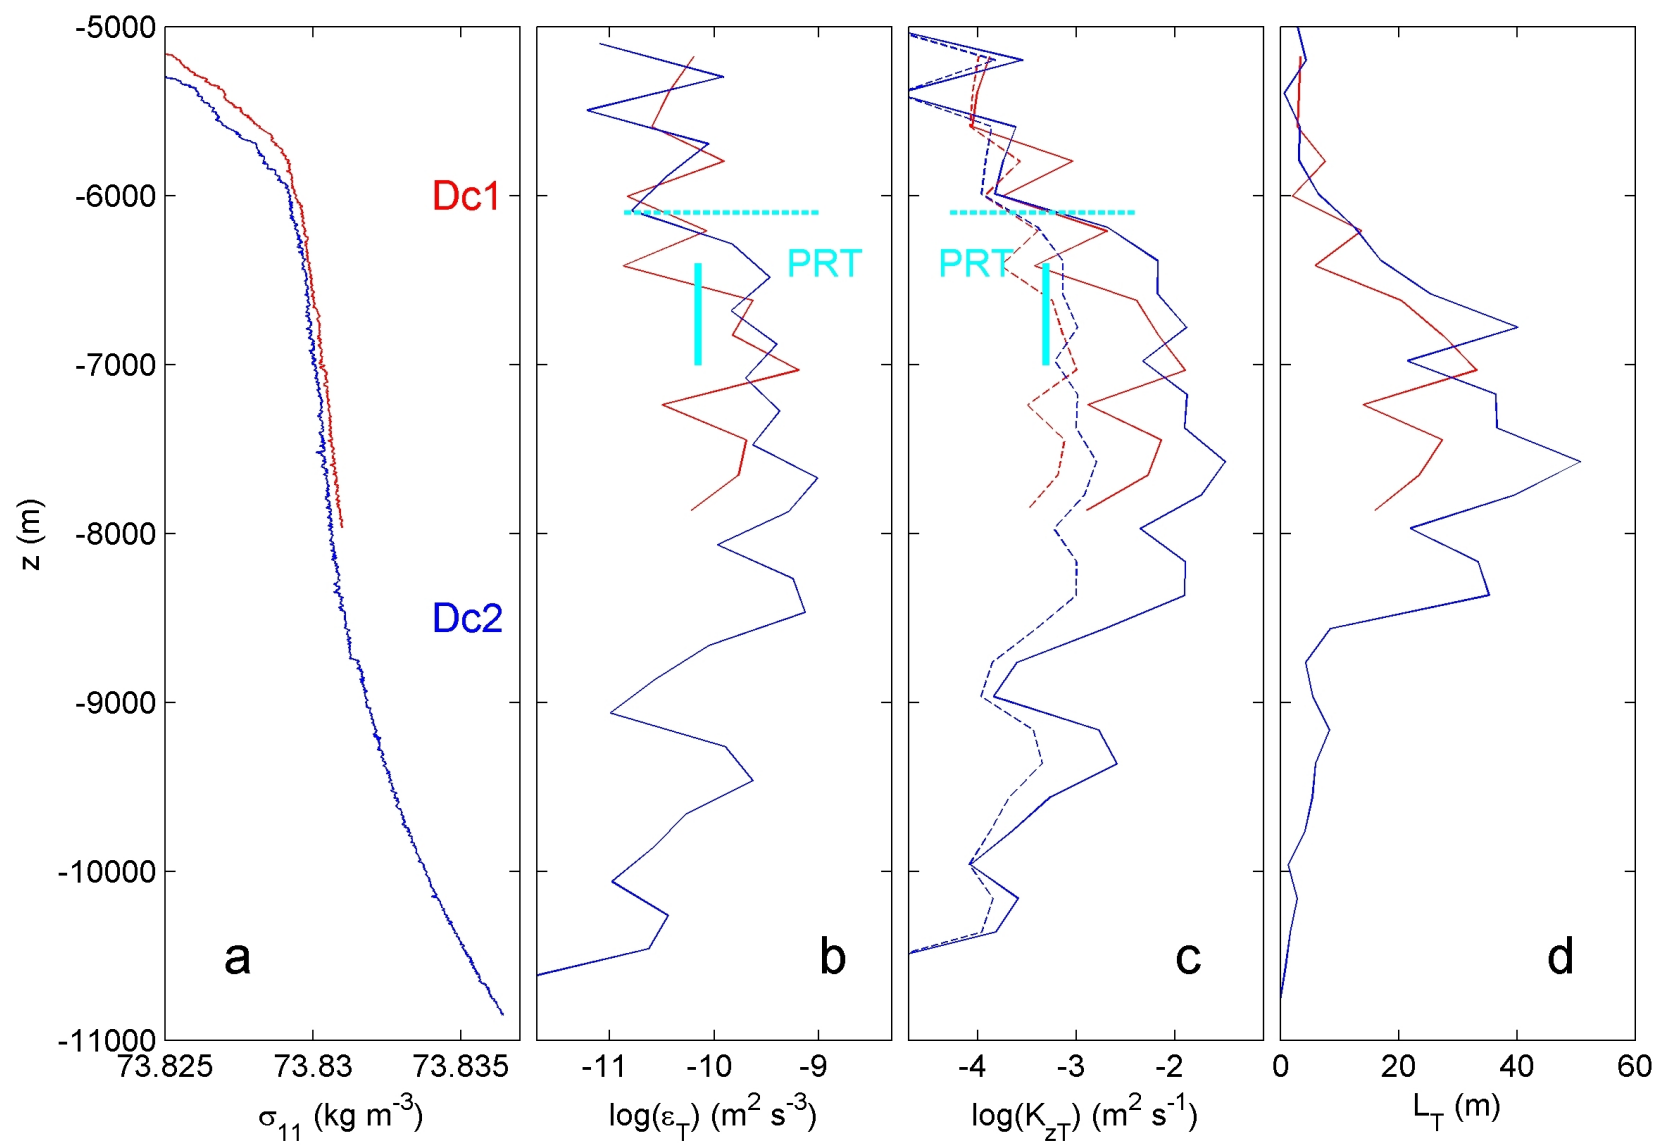 -5000
-6000
-7000
-8000
-9000
-10000
-11000
z (m)
Dc1
Dc2
a
73.825 73.83 73.835
σ11 (kg m-3)
PRT
b
-11 -10 -9
log(εT) (m2 s-3)
PRT
c
-4 -3 -2
log(KzT) (m2 s-1)
d
0 20 40 60
LT (m)